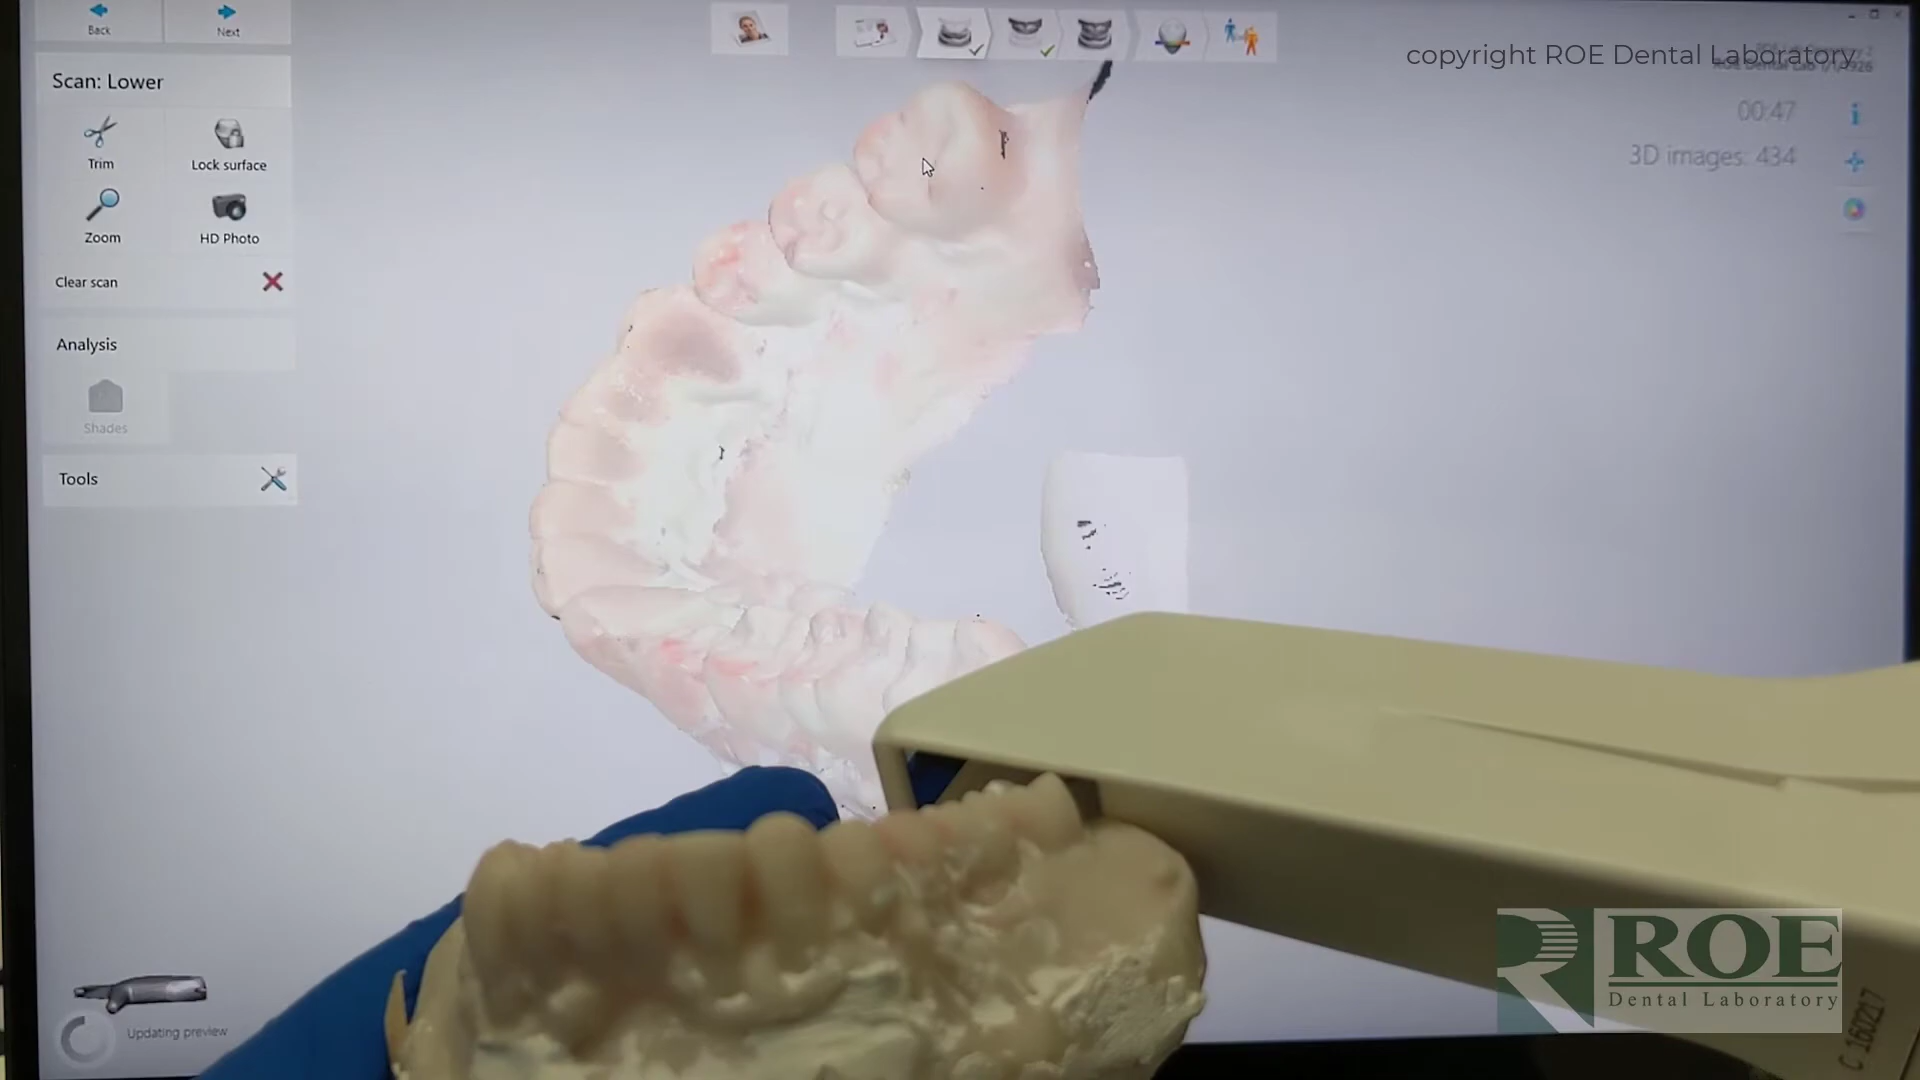 Back
Next
copyright ROE Dental Laboratory
Scan: Lower
00:47
3D images: 434
i
Trim
Lock surface
Zoom
HD Photo
Clear scan
Analysis
Shades
Tools
Updating preview
R
ROE
Dental Laboratory
C 160217